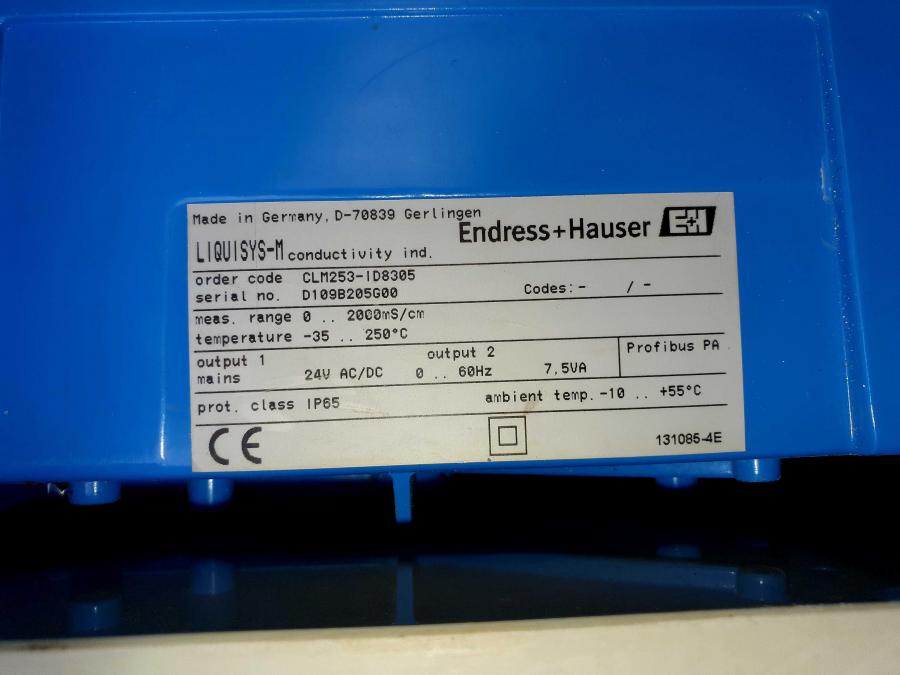 Made in Germany, D-70839 Gerlingen
Endress+Hauser E+H
LIQUISYS-M conductivity ind.
order code CLM253-ID8305
serial no. D109B205G00 Codes: - / -
meas. range 0 .. 2000mS/cm
temperature -35 .. 250°C
output 1 output 2 Profibus PA
mains 24V AC/DC 0 .. 60Hz 7,5VA
prot. class IP65 ambient temp. -10 .. +55°C
CE 131085-4E